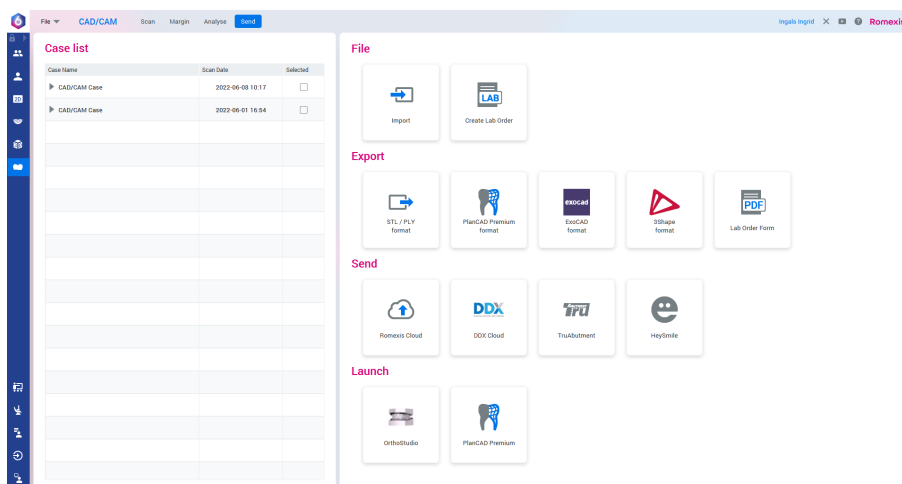 File CAD/CAM Scan Margin Analyse Send Ingals Ingrid
Case list
Case Name Scan Date Selected
CAD/CAM Case 2022-06-08 10:17
CAD/CAM Case 2022-06-01 16:54
2D
File
Import
LAB
Create Lab Order
Export
STL / PLY
format
PlanCAD Premium
format
exocad
ExoCAD
format
3Shape
format
PDF
Lab Order Form
Send
Romexis Cloud
DDX
DDX Cloud
Tru
TruAbutment
HeySmile
Launch
OrthoStudio
PlanCAD Premium